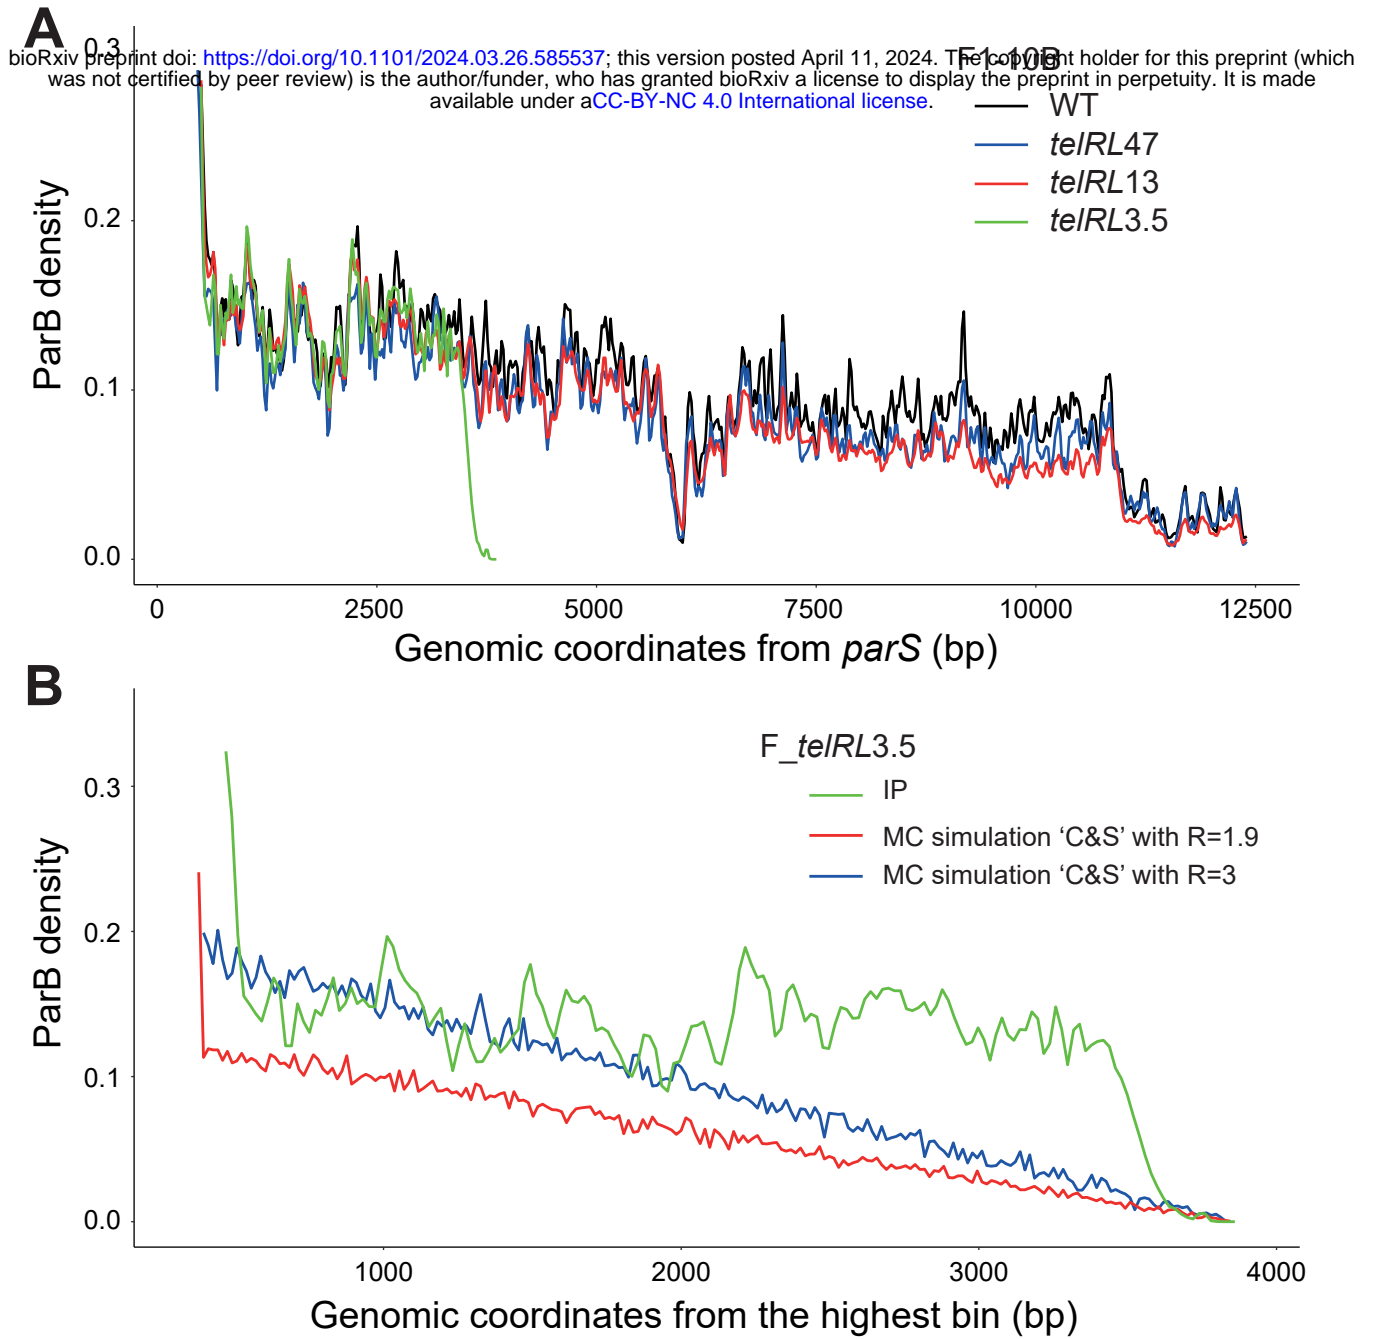 A
0.3
bioRxiv preprint doi: https://doi.org/10.1101/2024.03.26.585537; this version posted April 11, 2024. The copyright holder for this preprint (which
F1-10B
was not certified by peer review) is the author/funder, who has granted bioRxiv a license to display the preprint in perpetuity. It is made
available under aCC-BY-NC 4.0 International license.
WT
telRL47
telRL13
telRL3.5
ParB density
0.2
0.1
0.0
0 2500 5000 7500 10000 12500
Genomic coordinates from parS (bp)
B
F_telRL3.5
IP
MC simulation ‘C&S’ with R=1.9
MC simulation ‘C&S’ with R=3
ParB density
0.3
0.2
0.1
0.0
1000 2000 3000 4000
Genomic coordinates from the highest bin (bp)